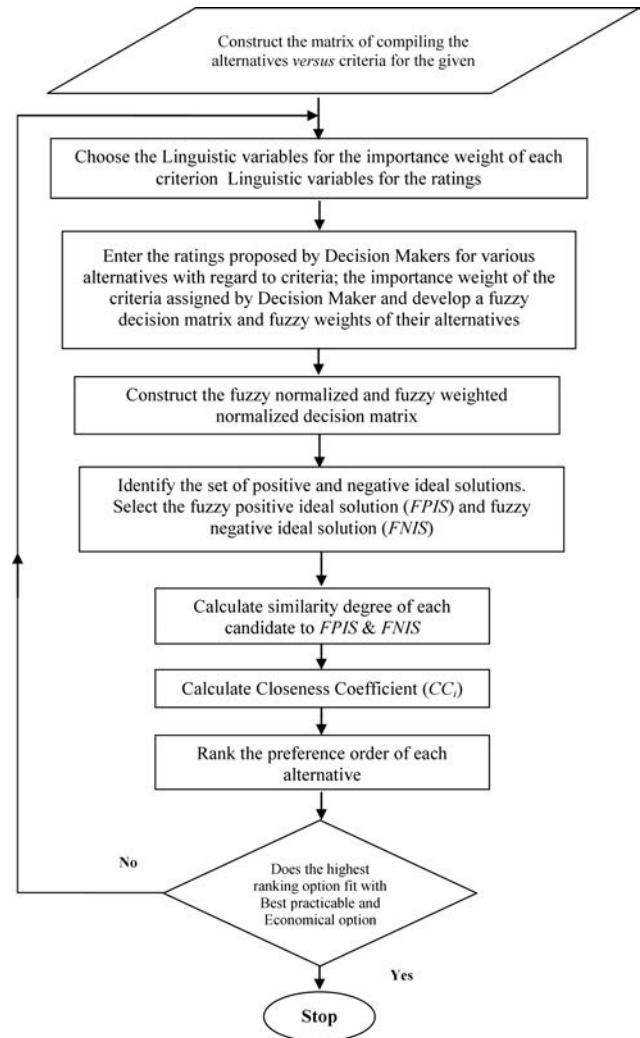 Construct the matrix of compiling the
alternatives versus criteria for the given
Choose the Linguistic variables for the importance weight of each
criterion Linguistic variables for the ratings
Enter the ratings proposed by Decision Makers for various
alternatives with regard to criteria; the importance weight of the
criteria assigned by Decision Maker and develop a fuzzy
decision matrix and fuzzy weights of their alternatives
Construct the fuzzy normalized and fuzzy weighted
normalized decision matrix
Identify the set of positive and negative ideal solutions.
Select the fuzzy positive ideal solution (FPIS) and fuzzy
negative ideal solution (FNIS)
Calculate similarity degree of each
candidate to FPIS & FNIS
Calculate Closeness Coefficient (CCi)
Rank the preference order of each
alternative
No
Does the highest
ranking option fit with
Best practicable and
Economical option
Yes
Stop